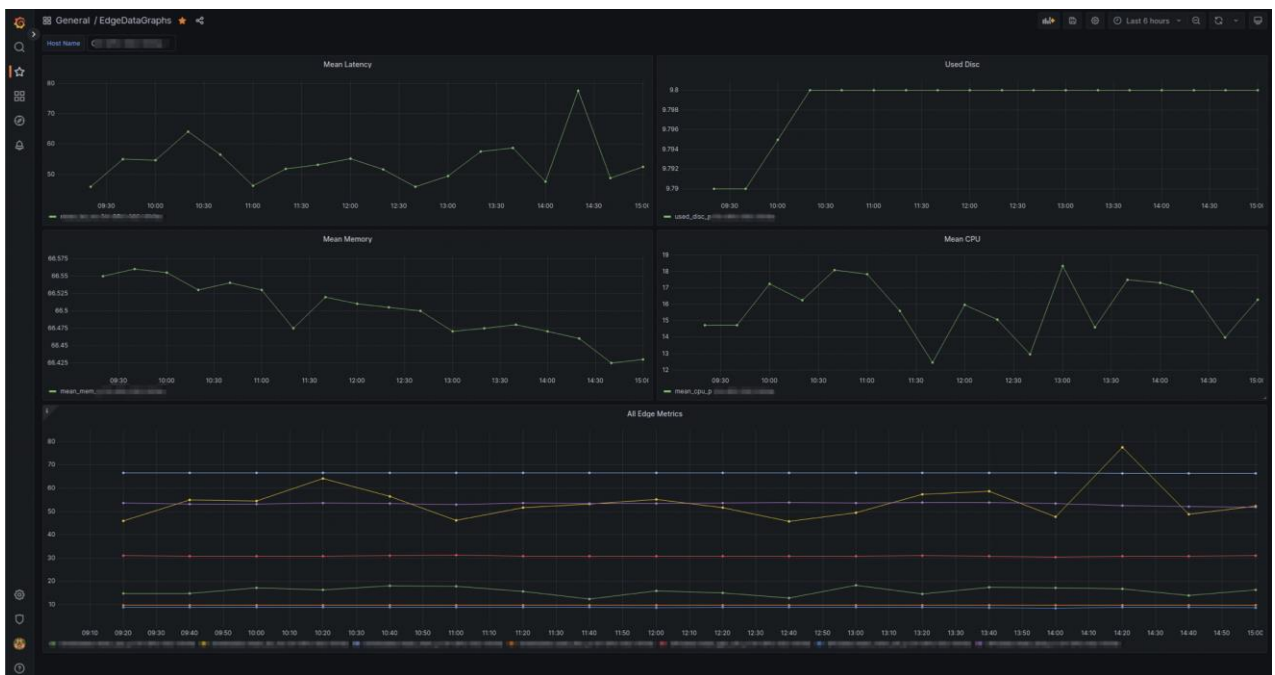 General / EdgeDataGraphs
Last 6 hours
Host Name
Mean Latency
80
70
60
50
09:30 10:00 10:30 11:00 11:30 12:00 12:30 13:00 13:30 14:00 14:30 15:00
Used Disc
9.8
9.798
9.796
9.794
9.792
9.79
09:30 10:00 10:30 11:00 11:30 12:00 12:30 13:00 13:30 14:00 14:30 15:00
used_disc_p
Mean Memory
66.575
66.55
66.525
66.5
66.475
66.45
66.425
09:30 10:00 10:30 11:00 11:30 12:00 12:30 13:00 13:30 14:00 14:30 15:00
mean_mem
Mean CPU
19
18
17
16
15
14
13
12
09:30 10:00 10:30 11:00 11:30 12:00 12:30 13:00 13:30 14:00 14:30 15:00
mean_cpu_p
All Edge Metrics
80
70
60
50
40
30
20
10
09:10 09:20 09:30 09:40 09:50 10:00 10:10 10:20 10:30 10:40 10:50 11:00 11:10 11:20 11:30 11:40 11:50 12:00 12:10 12:20 12:30 12:40 12:50 13:00 13:10 13:20 13:30 13:40 13:50 14:00 14:10 14:20 14:30 14:40 14:50 15:00